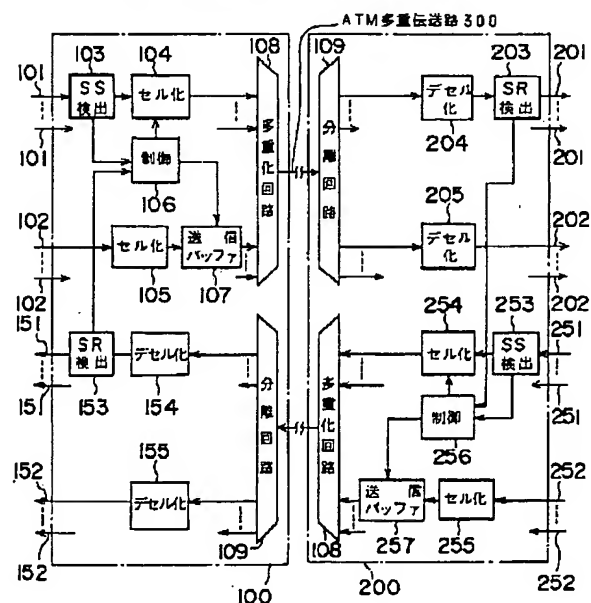 ATM多重伝送路300
103 104 108 109 203 201
101
SS検出
セル化
デセル化
SR検出
101
制御
多重化回路
分離回路
204
201
106
205
102
セル化
送信バッファ
デセル化
202
102
105
107
202
151
254
253
251
SR検出
デセル化
セル化
SS検出
151
153
154
分離回路
多重化回路
制御
251
155
256
152
デセル化
送信バッファ
セル化
252
152
109
108
257
255
252
100
200